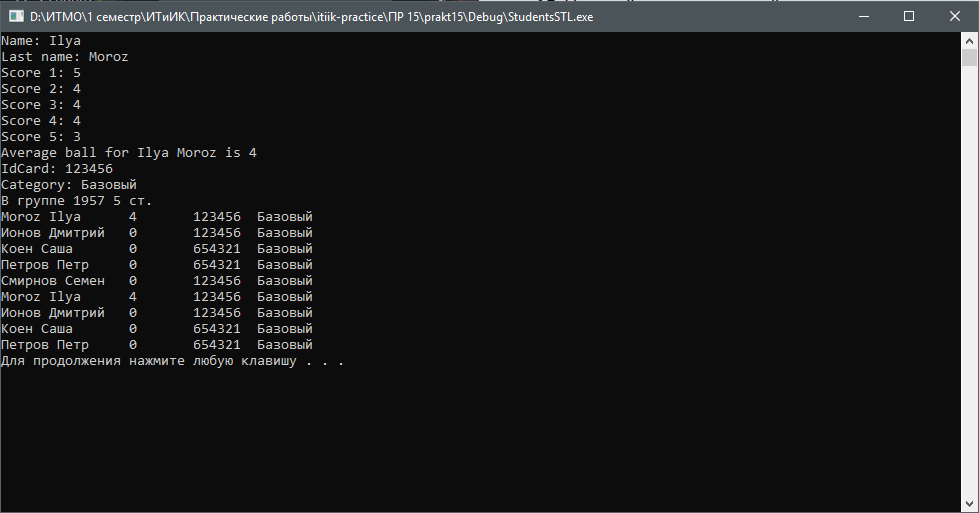 D:\ИТМО\1 семестр\ИТиИК\Практические работы\itiik-practice\ПР 15\prakt15\Debug\StudentsSTL.exe
Name: Ilya
Last name: Moroz
Score 1: 5
Score 2: 4
Score 3: 4
Score 4: 4
Score 5: 3
Average ball for Ilya Moroz is 4
IdCard: 123456
Category: Базовый
В группе 1957 5 ст.
Moroz Ilya 4 123456 Базовый
Ионов Дмитрий 0 123456 Базовый
Коен Саша 0 654321 Базовый
Петров Петр 0 654321 Базовый
Смирнов Семен 0 123456 Базовый
Moroz Ilya 4 123456 Базовый
Ионов Дмитрий 0 123456 Базовый
Коен Саша 0 654321 Базовый
Петров Петр 0 654321 Базовый
Для продолжения нажмите любую клавишу . . .